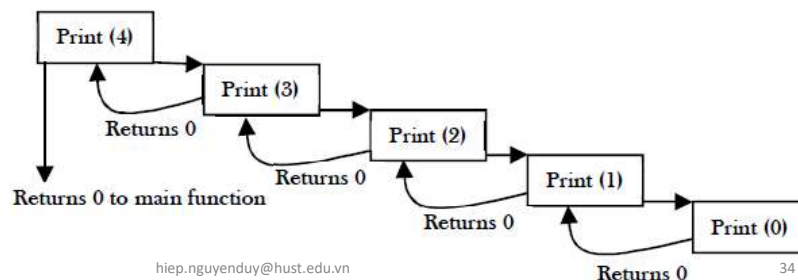 Print (4)
Print (3)
Returns 0
Print (2)
Returns 0
Returns 0 to main function
Print (1)
Returns 0
Print (0)
Returns 0
hiep.nguyenduy@hust.edu.vn
34